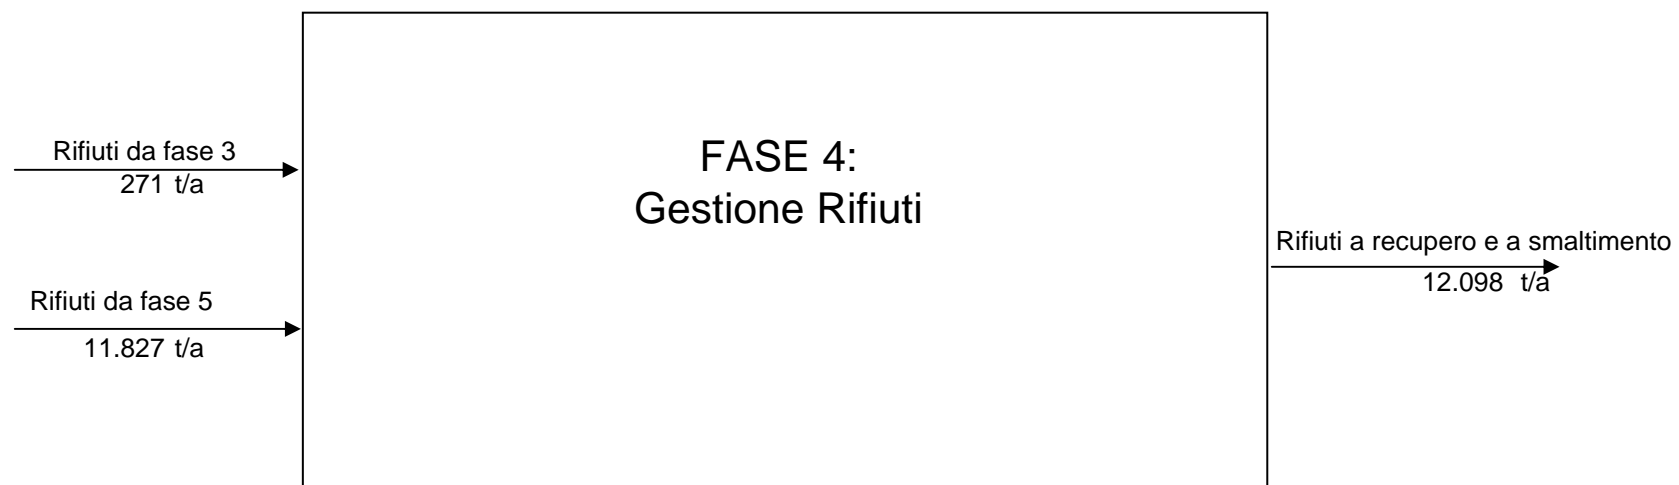 Rifiuti da fase 3
271 t/a
Rifiuti da fase 5
11.827 t/a
FASE 4:
Gestione Rifiuti
Rifiuti a recupero e a smaltimento
12.098 t/a